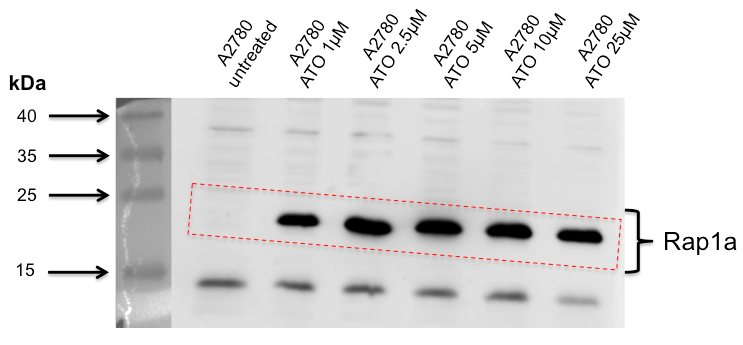 A2780
untreated
A2780
ATO 1µM
A2780
ATO 2.5µM
A2780
ATO 5µM
A2780
ATO 10µM
A2780
ATO 25µM
kDa
40
35
25
15
Rap1a